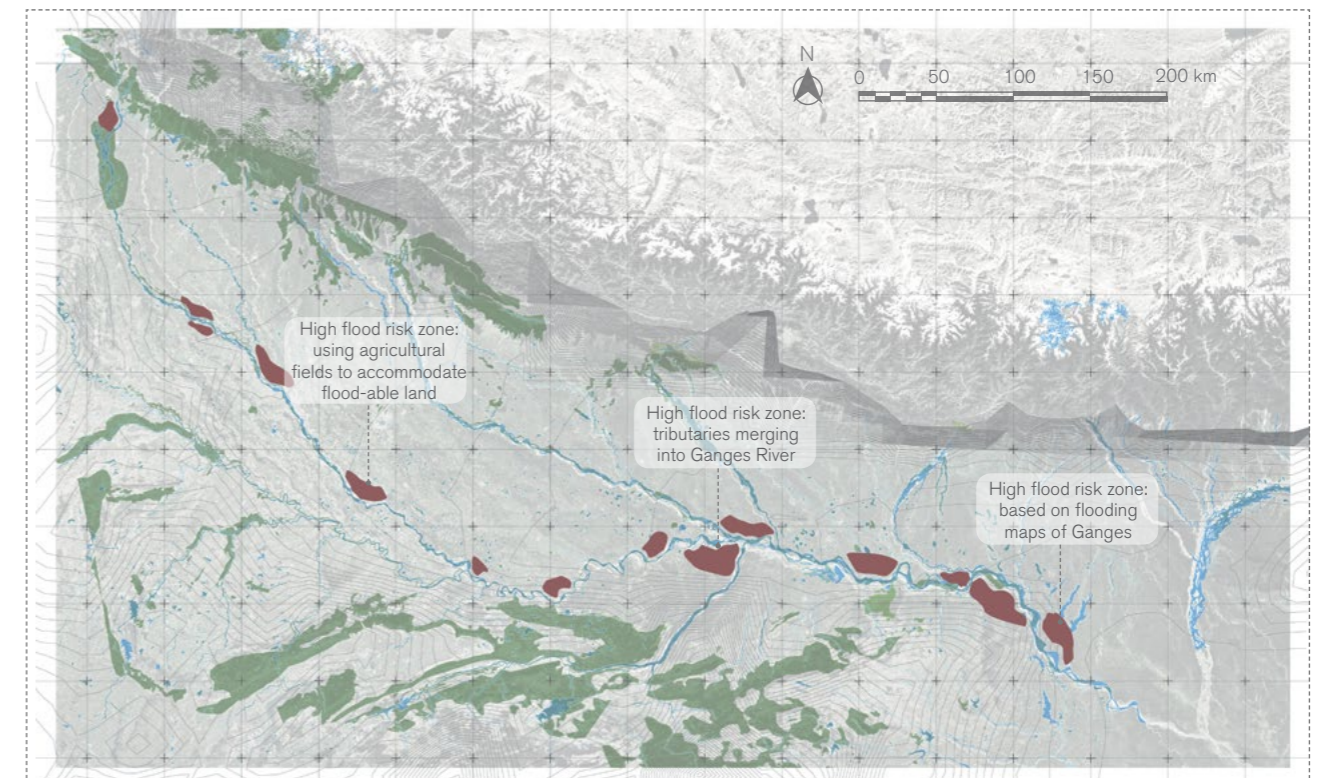 N
0 50 100 150 200 km
High flood risk zone:
using agricultural
fields to accommodate
flood-able land
High flood risk zone:
tributaries merging
into Ganges River
High flood risk zone:
based on flooding
maps of Ganges